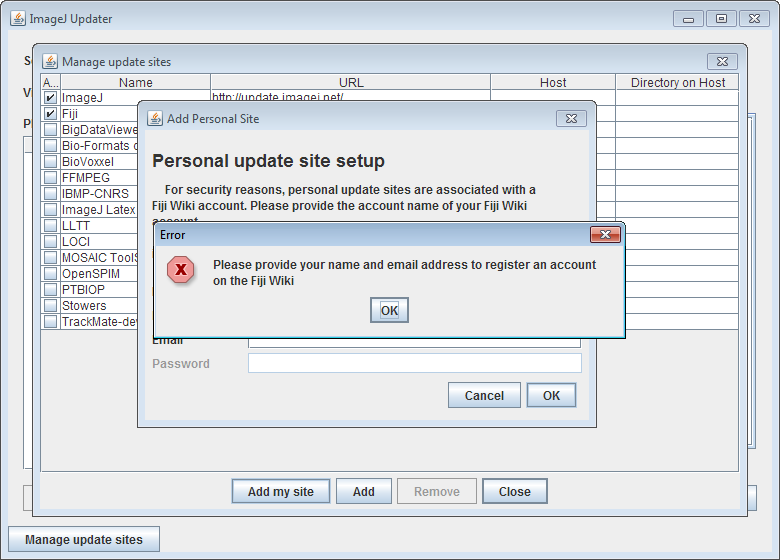 ImageJ Updater
Manage update sites
A... Name URL Host Directory on Host
ImageJ http://update.imagej.net/
Fiji
BigDataViewe
Bio-Formats
BioVoxxel
FFMPEG
IBMP-CNRS
ImageJ Latex
LLTT
LOCI
MOSAIC ToolS
OpenSPIM
PTBIOP
Stowers
TrackMate-dev
Add Personal Site
Personal update site setup
For security reasons, personal update sites are associated with a
Fiji Wiki account. Please provide the account name of your Fiji Wiki
account.
Error
Please provide your name and email address to register an account
on the Fiji Wiki
OK
Email
Password
Cancel OK
Add my site Add Remove Close
Manage update sites